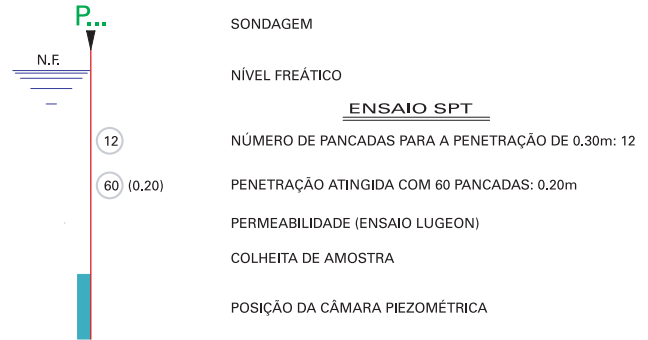 P...
SONDAGEM
N.F.
NÍVEL FREÁTICO
ENSAIO SPT
12 NÚMERO DE PANCADAS PARA A PENETRAÇÃO DE 0.30m: 12
60 (0.20) PENETRAÇÃO ATINGIDA COM 60 PANCADAS: 0.20m
PERMEABILIDADE (ENSAIO LUGEON)
COLHEITA DE AMOSTRA
POSIÇÃO DA CÂMARA PIEZOMÉTRICA